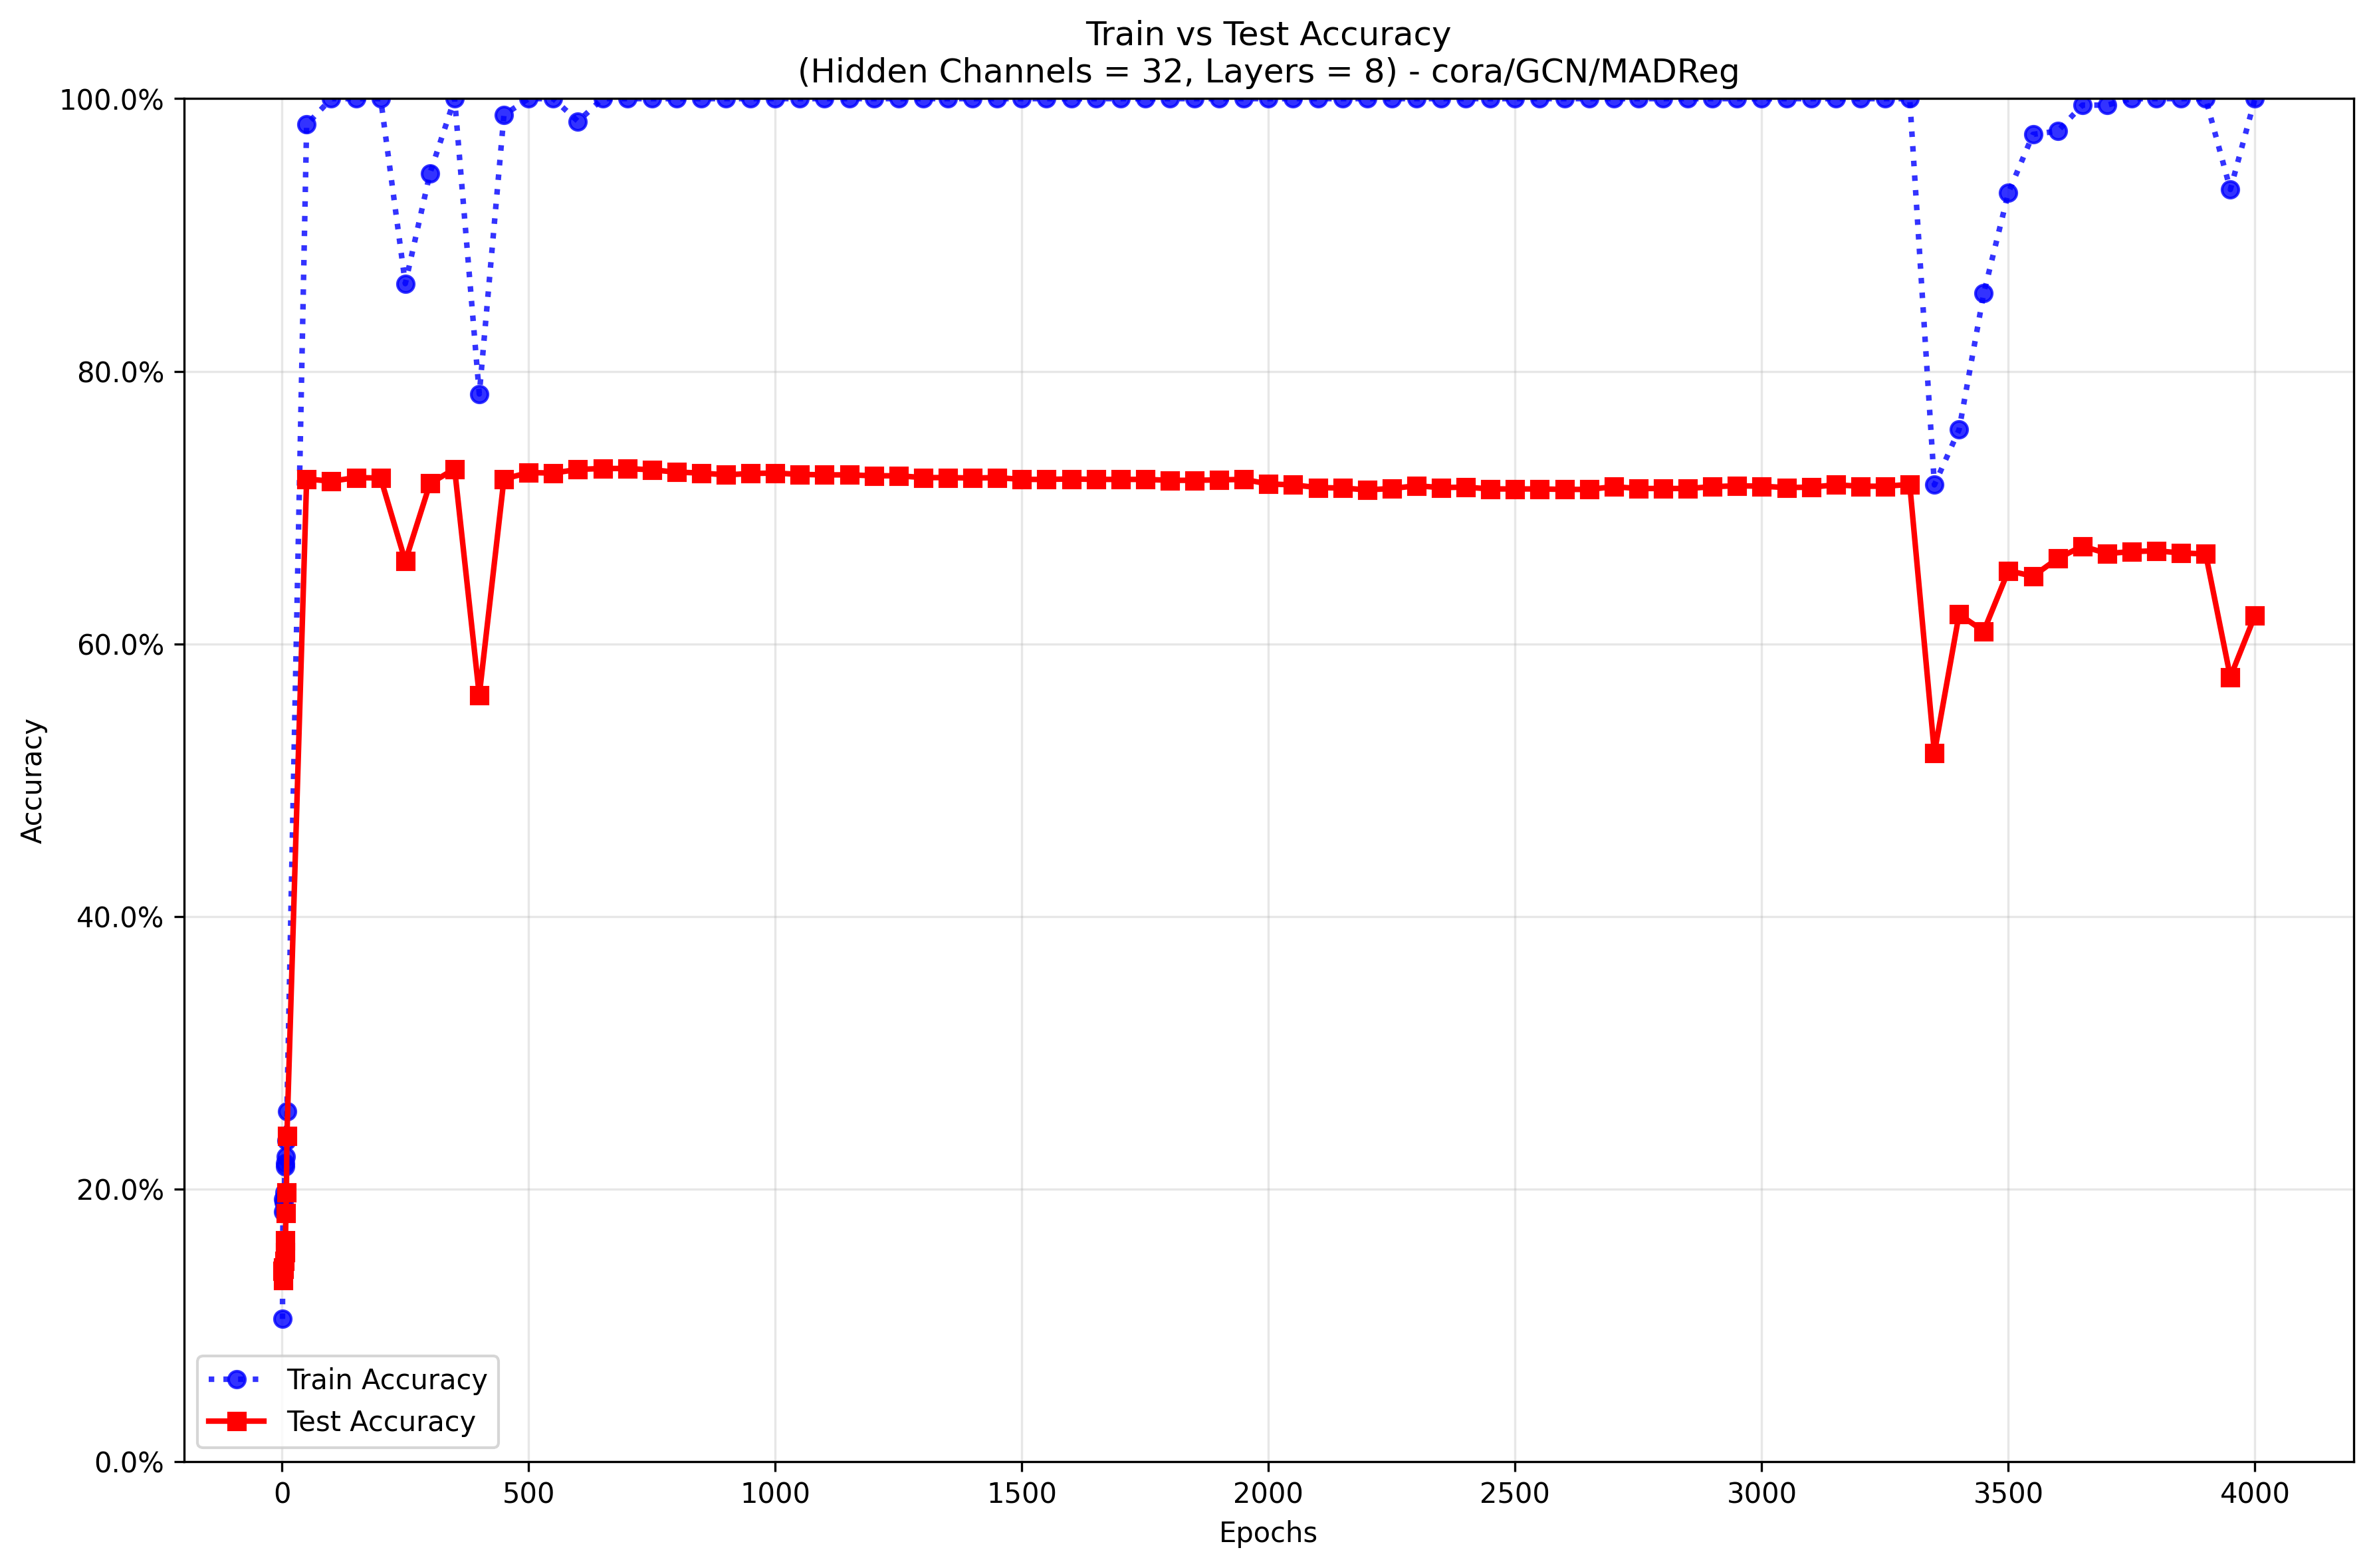 Train vs Test Accuracy
(Hidden Channels = 32, Layers = 8) - cora/GCN/MADReg
100.0%
80.0%
60.0%
40.0%
20.0%
0.0%
Accuracy
Train Accuracy
Test Accuracy
0 500 1000 1500 2000 2500 3000 3500 4000
Epochs